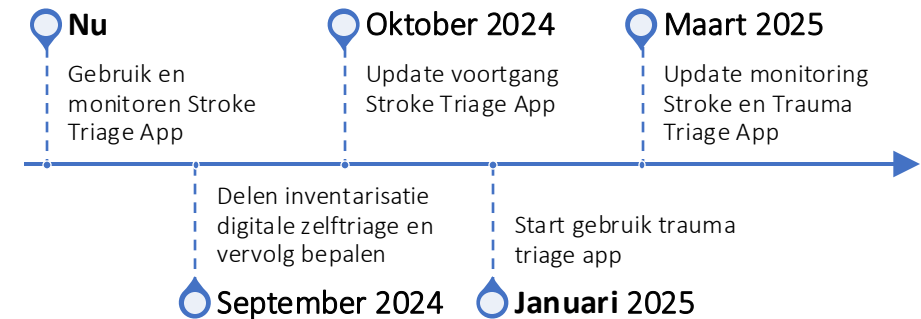 Nu
Gebruik en
monitoren Stroke
Triage App
Oktober 2024
Update voortgang
Stroke Triage App
Maart 2025
Update monitoring
Stroke en Trauma
Triage App
Delen inventarisatie
digitale zelftriage en
vervolg bepalen
September 2024
Start gebruik trauma
triage app
Januari 2025